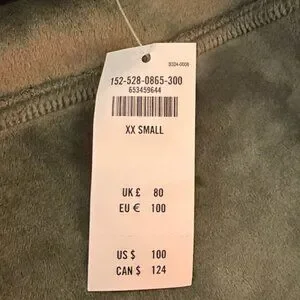 152-528-0865-300
653459644
XX SMALL
UK £ 80
EU € 100
US $ 100
CAN $ 124